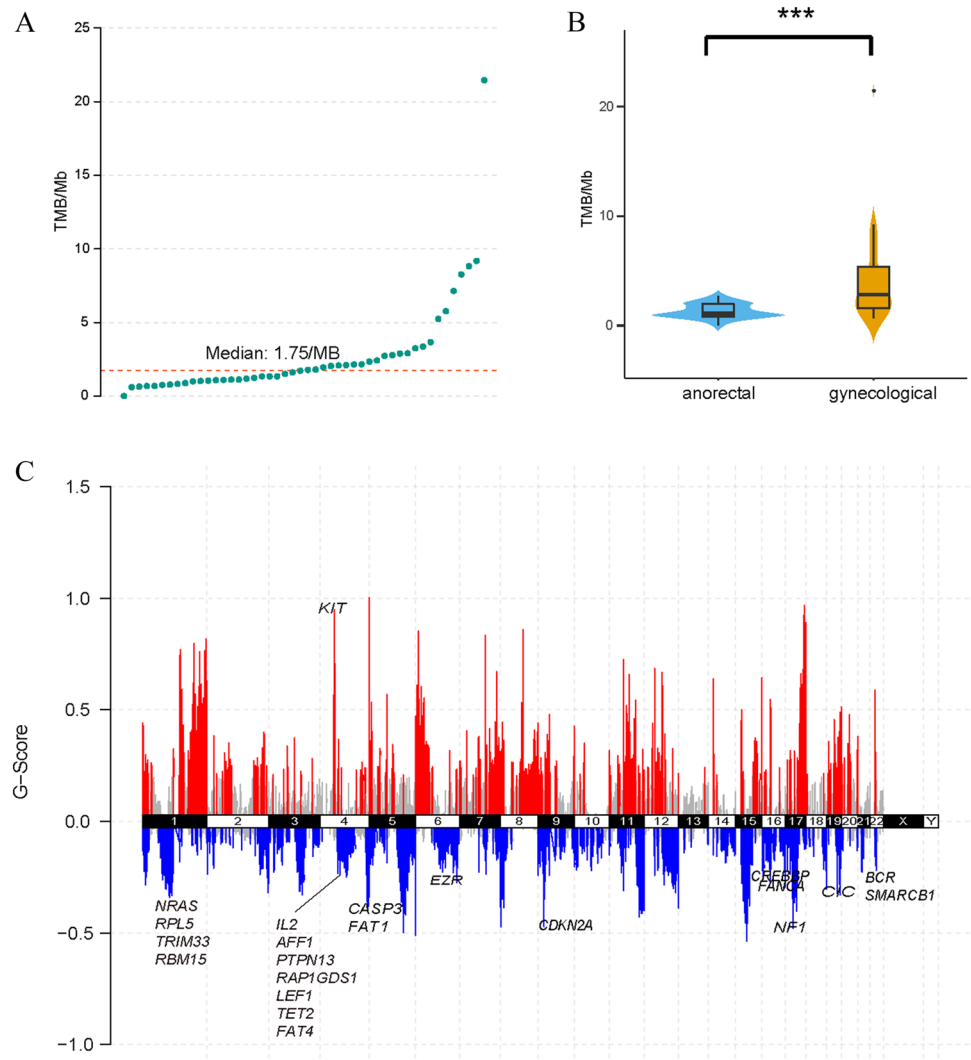 A
25
20
15
10
5
0
TMB/Mb
Median: 1.75/MB
B
***
20
10
0
TMB/Mb
anorectal
gynecological
C
1.5
1.0
0.5
0.0
−0.5
−1.0
G−Score
KIT
1 2 3 4 5 6 7 8 9 10 11 12 13 14 15 16 17 18 19 20 21 22 X Y
NRAS
RPL5
TRIM33
RBM15
IL2
AFF1
PTPN13
RAP1GDS1
LEF1
TET2
FAT4
CASP3
FAT1
EZR
CDKN2A
CREBBP
FANCA
NF1
CIC
BCR
SMARCB1